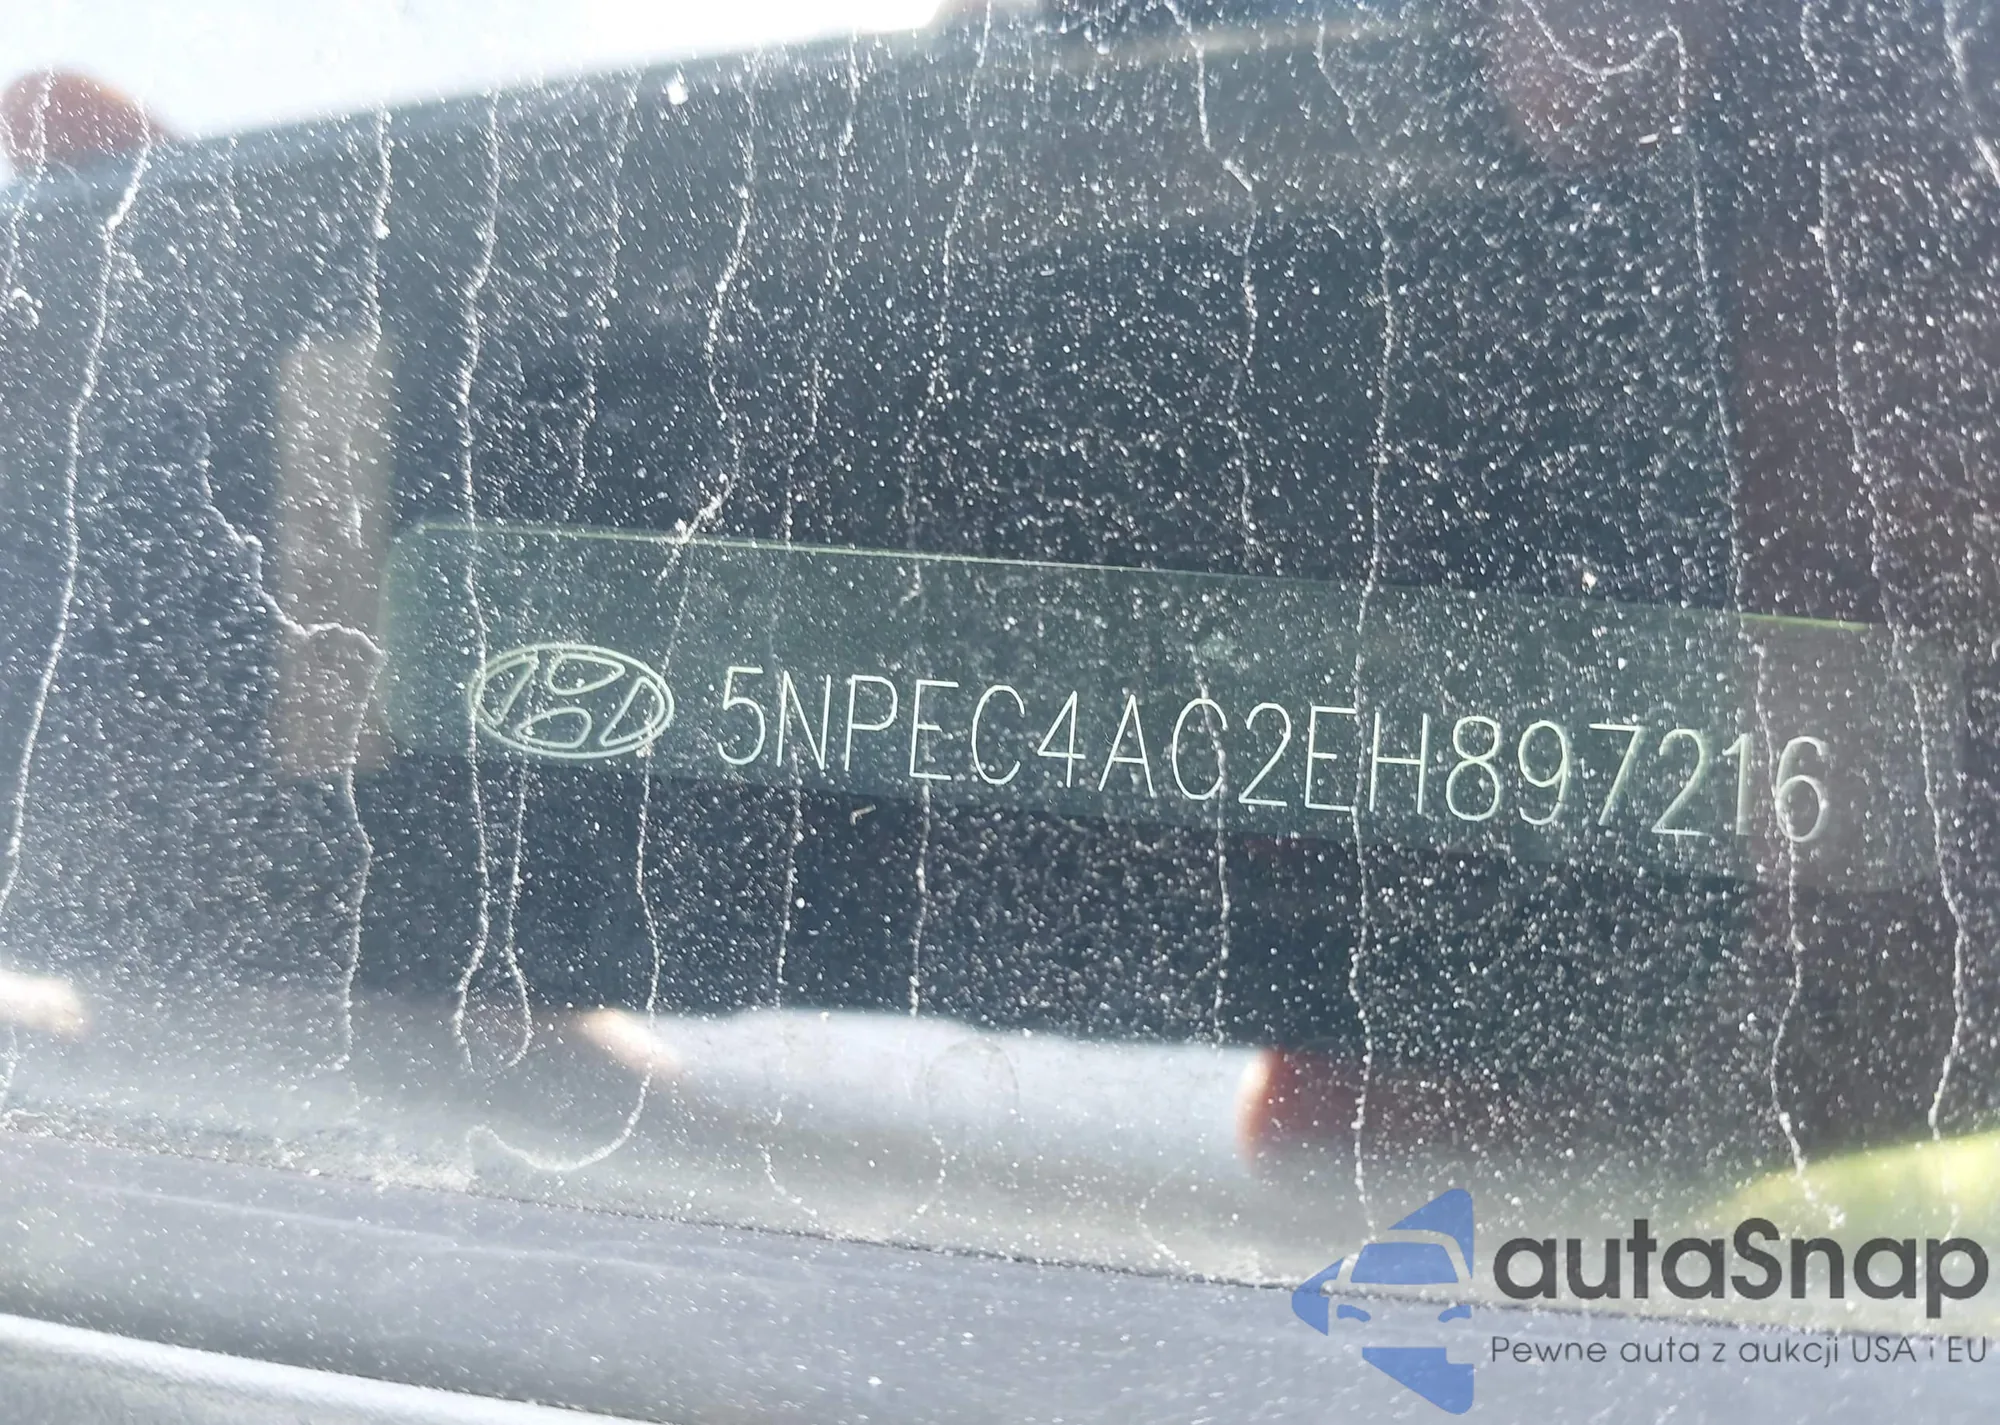 5NPEC4AC2EH897216
autaSnap
Pewne auta z aukcji USA i EU